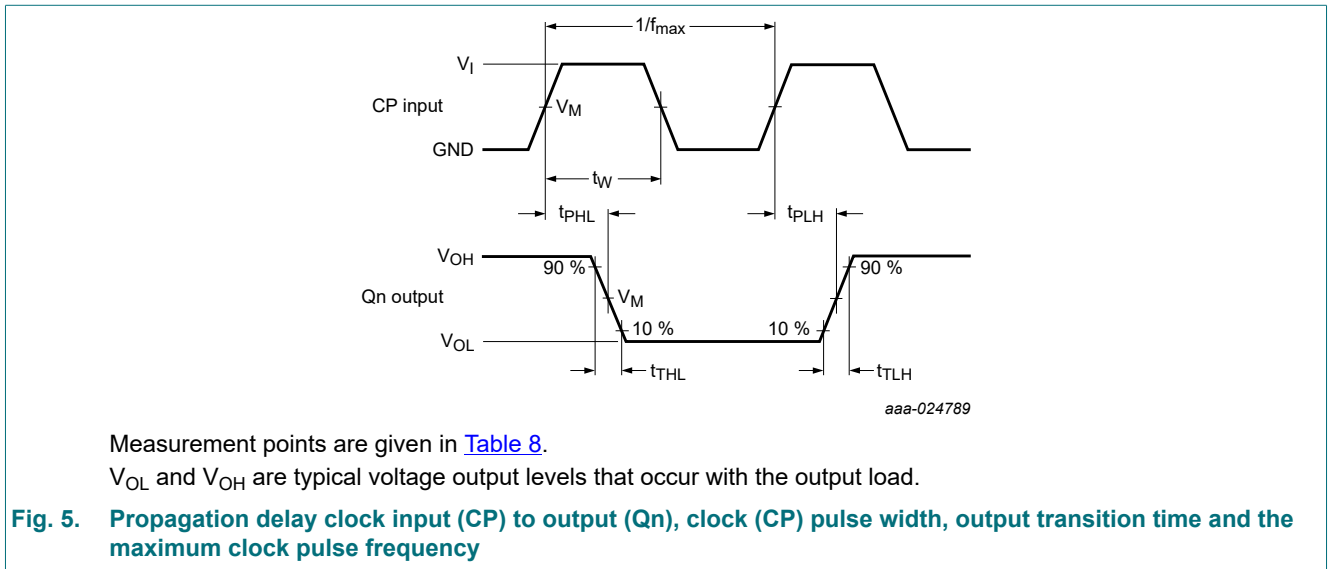 1/fmax
VI
CP input
VM
GND
tW
tPHL
tPLH
VOH
90 %
90 %
Qn output
VM
10 %
10 %
VOL
tTHL
tTLH
aaa-024789
Measurement points are given in Table 8.
VOL and VOH are typical voltage output levels that occur with the output load.
Fig. 5. Propagation delay clock input (CP) to output (Qn), clock (CP) pulse width, output transition time and the
maximum clock pulse frequency